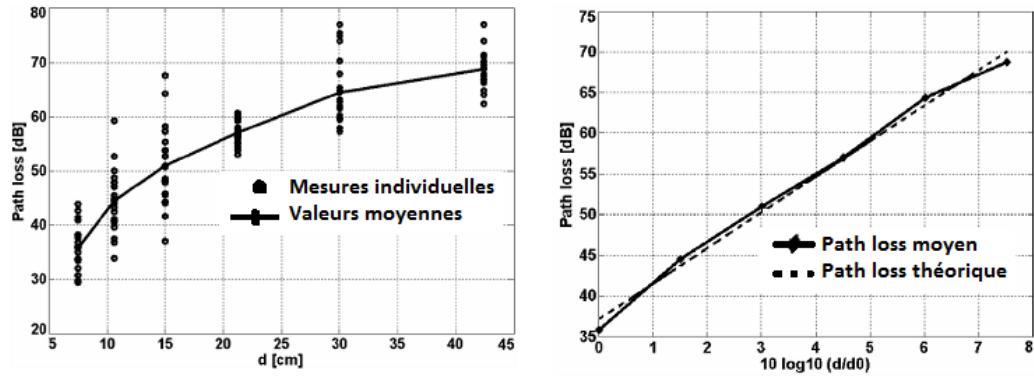 80
70
60
50
40
30
20
Path loss [dB]
Mesures individuelles
Valeurs moyennes
5 10 15 20 25 30 35 40 45
d [cm]
75
70
65
60
55
50
45
40
35
Path loss [dB]
Path loss moyen
Path loss théorique
0 1 2 3 4 5 6 7 8
10 log10 (d/d0)